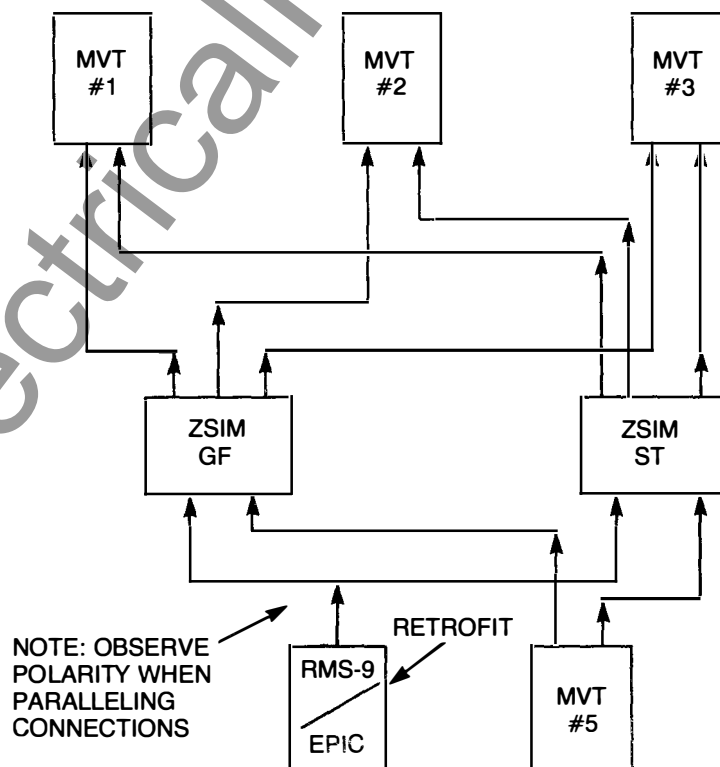 MVT
#1
MVT
#2
MVT
#3
ZSIM
GF
ZSIM
ST
NOTE: OBSERVE
POLARITY WHEN
PARALLELING
CONNECTIONS
RETROFIT
RMS-9
EPIC
MVT
#5